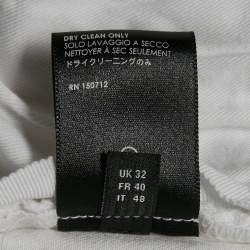 DRY CLEAN ONLY
SOLO LAVAGGIO A SECCO
NETTOYER À SEC SEULEMENT
ドライクリーニングのみ
RN 150712
UK 32
FR 40
IT 48